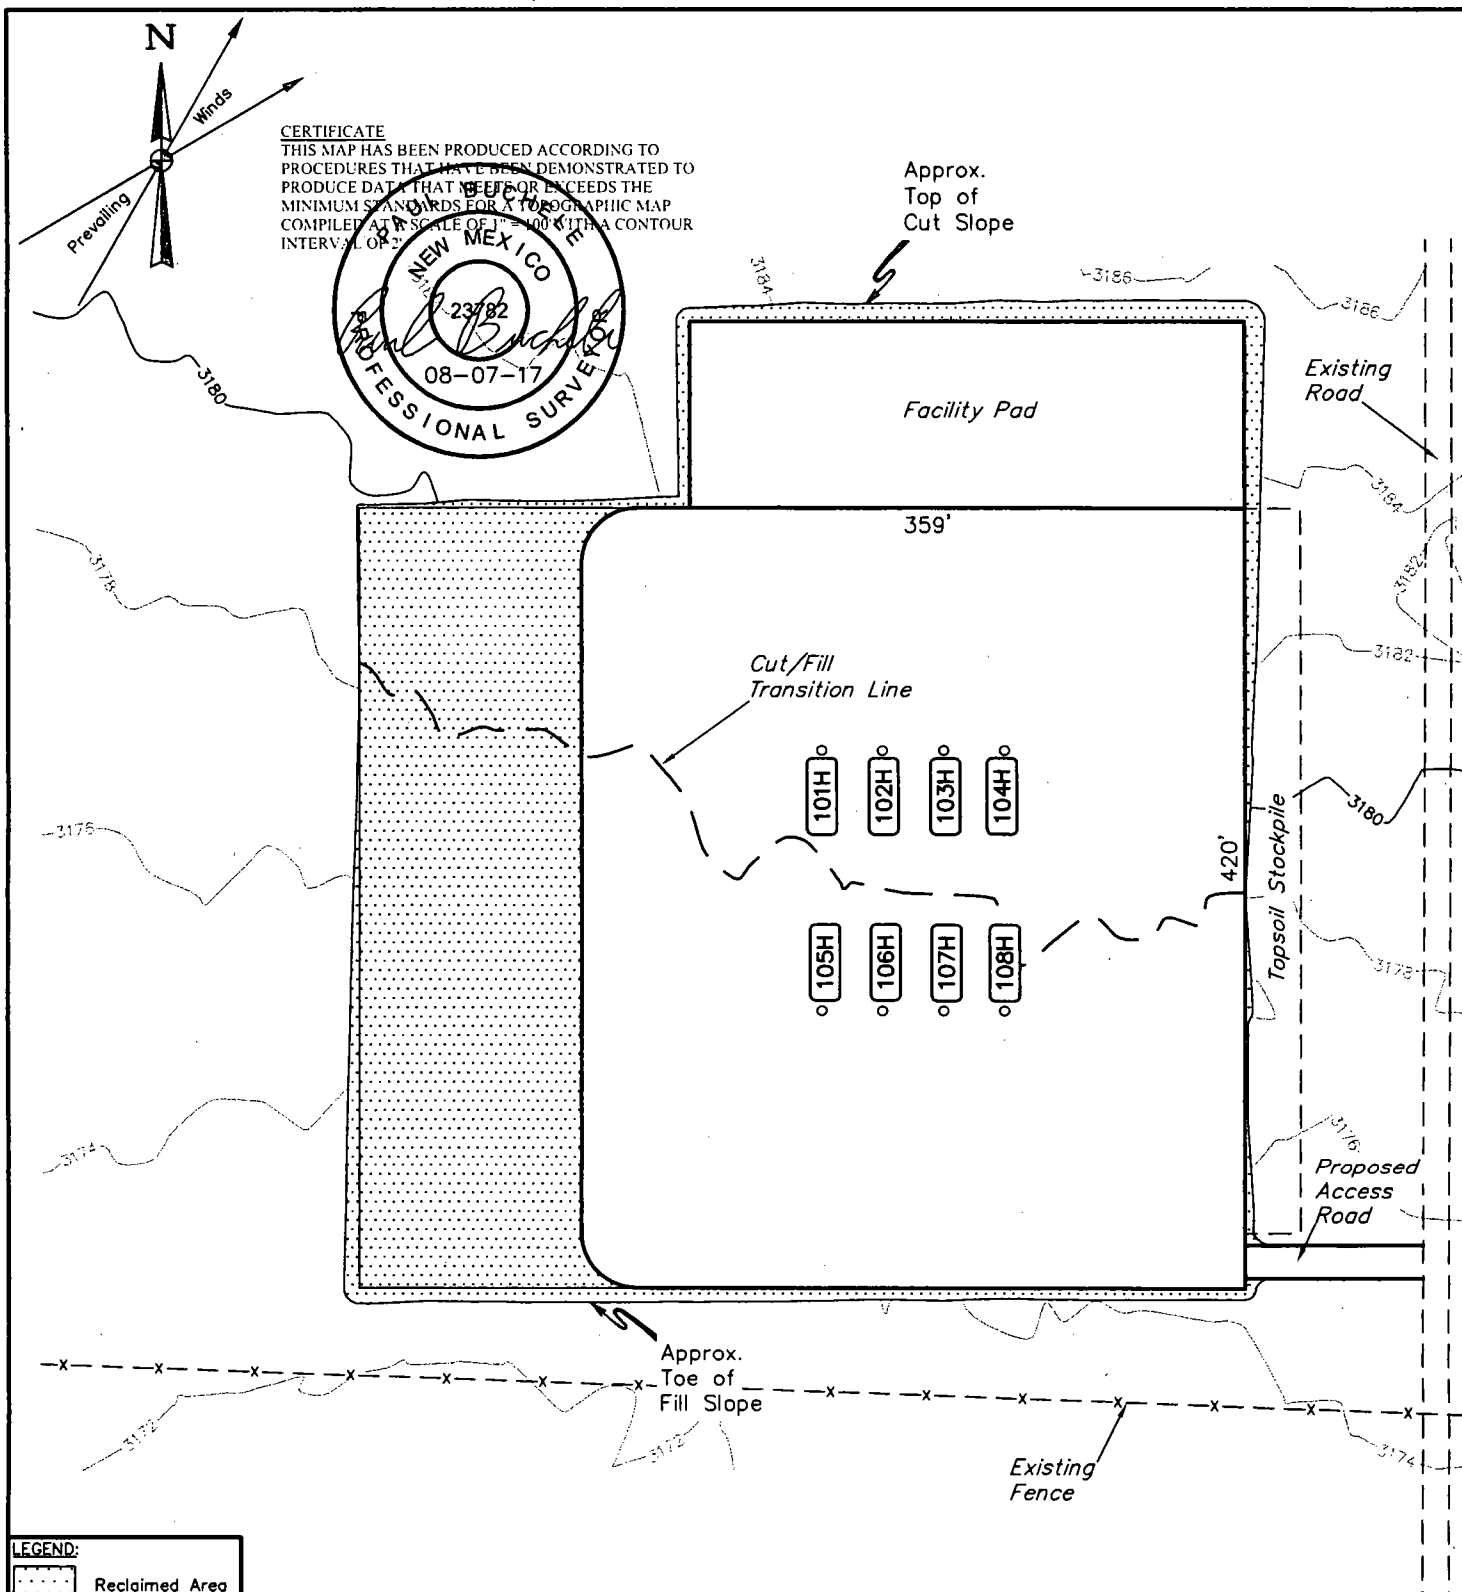 N
Winds
Prevailing
CERTIFICATE
THIS MAP HAS BEEN PRODUCED ACCORDING TO
PROCEDURES THAT HAVE BEEN DEMONSTRATED TO
PRODUCE DATA THAT MEETS OR EXCEEDS THE
MINIMUM STANDARDS FOR A TOPOGRAPHIC MAP
COMPILED AT A SCALE OF 1" = 100' WITH A CONTOUR
INTERVAL OF 2'
PAUL BUCHELE
NEW MEXICO
23782
Paul Buchele
08-07-17
PROFESSIONAL SURVEYOR
Approx.
Top of
Cut Slope
3184
3186
3186
Existing
Road
3180
Facility Pad
3184
359'
3178
3182
3182
Cut/Fill
Transition Line
101H
102H
103H
104H
3180
3176
420'
Topsoil Stockpile
105H
106H
107H
108H
3178
3174
3176
Proposed
Access
Road
Approx.
Toe of
Fill Slope
3172
3172
3174
Existing
Fence
LEGEND:
Reclaimed Area